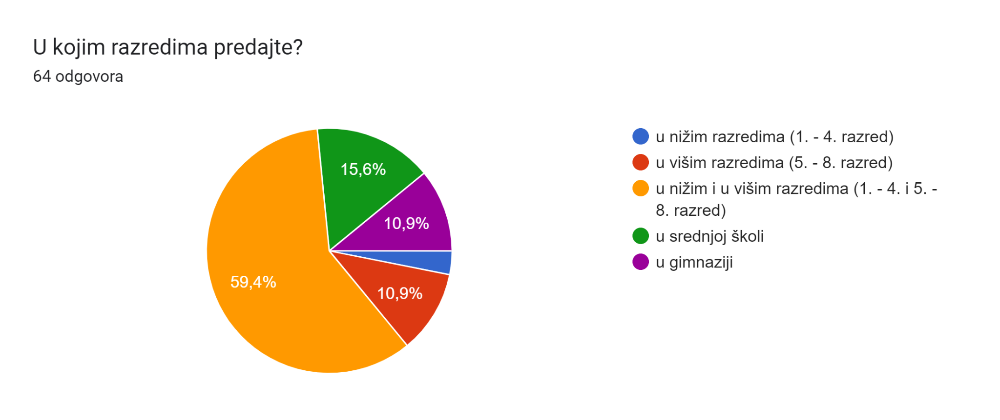 U kojim razredima predajte?
64 odgovora
15,6%
10,9%
59,4%
10,9%
u nižim razredima (1. - 4. razred)
u višim razredima (5. - 8. razred)
u nižim i u višim razredima (1. - 4. i 5. -
8. razred)
u srednjoj školi
u gimnaziji